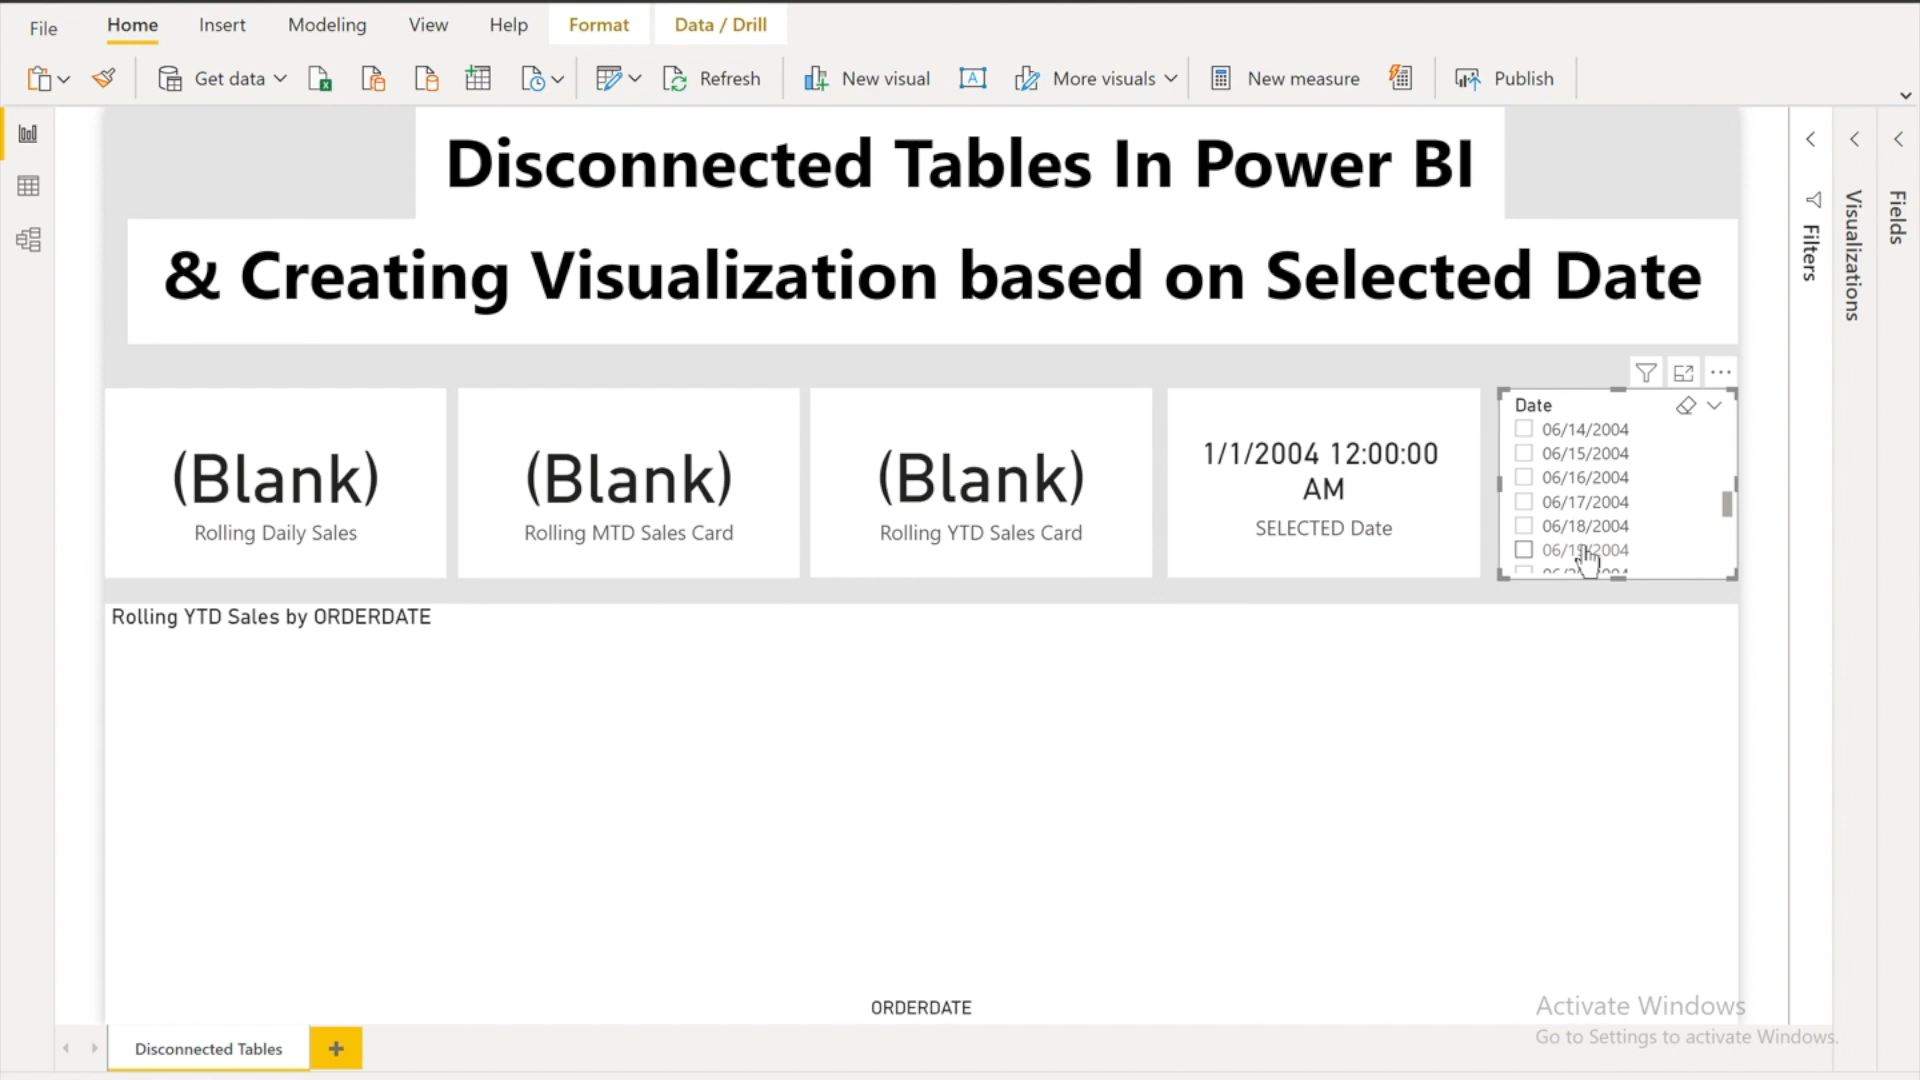 File Home Insert Modeling View Help Format Data / Drill
Get data Refresh New visual More visuals New measure Publish
Disconnected Tables In Power BI
& Creating Visualization based on Selected Date
(Blank)
Rolling Daily Sales
(Blank)
Rolling MTD Sales Card
(Blank)
Rolling YTD Sales Card
1/1/2004 12:00:00
AM
SELECTED Date
Date
06/14/2004
06/15/2004
06/16/2004
06/17/2004
06/18/2004
06/19/2004
Filters
Visualizations
Fields
Rolling YTD Sales by ORDERDATE
ORDERDATE
Activate Windows
Go to Settings to activate Windows.
Disconnected Tables